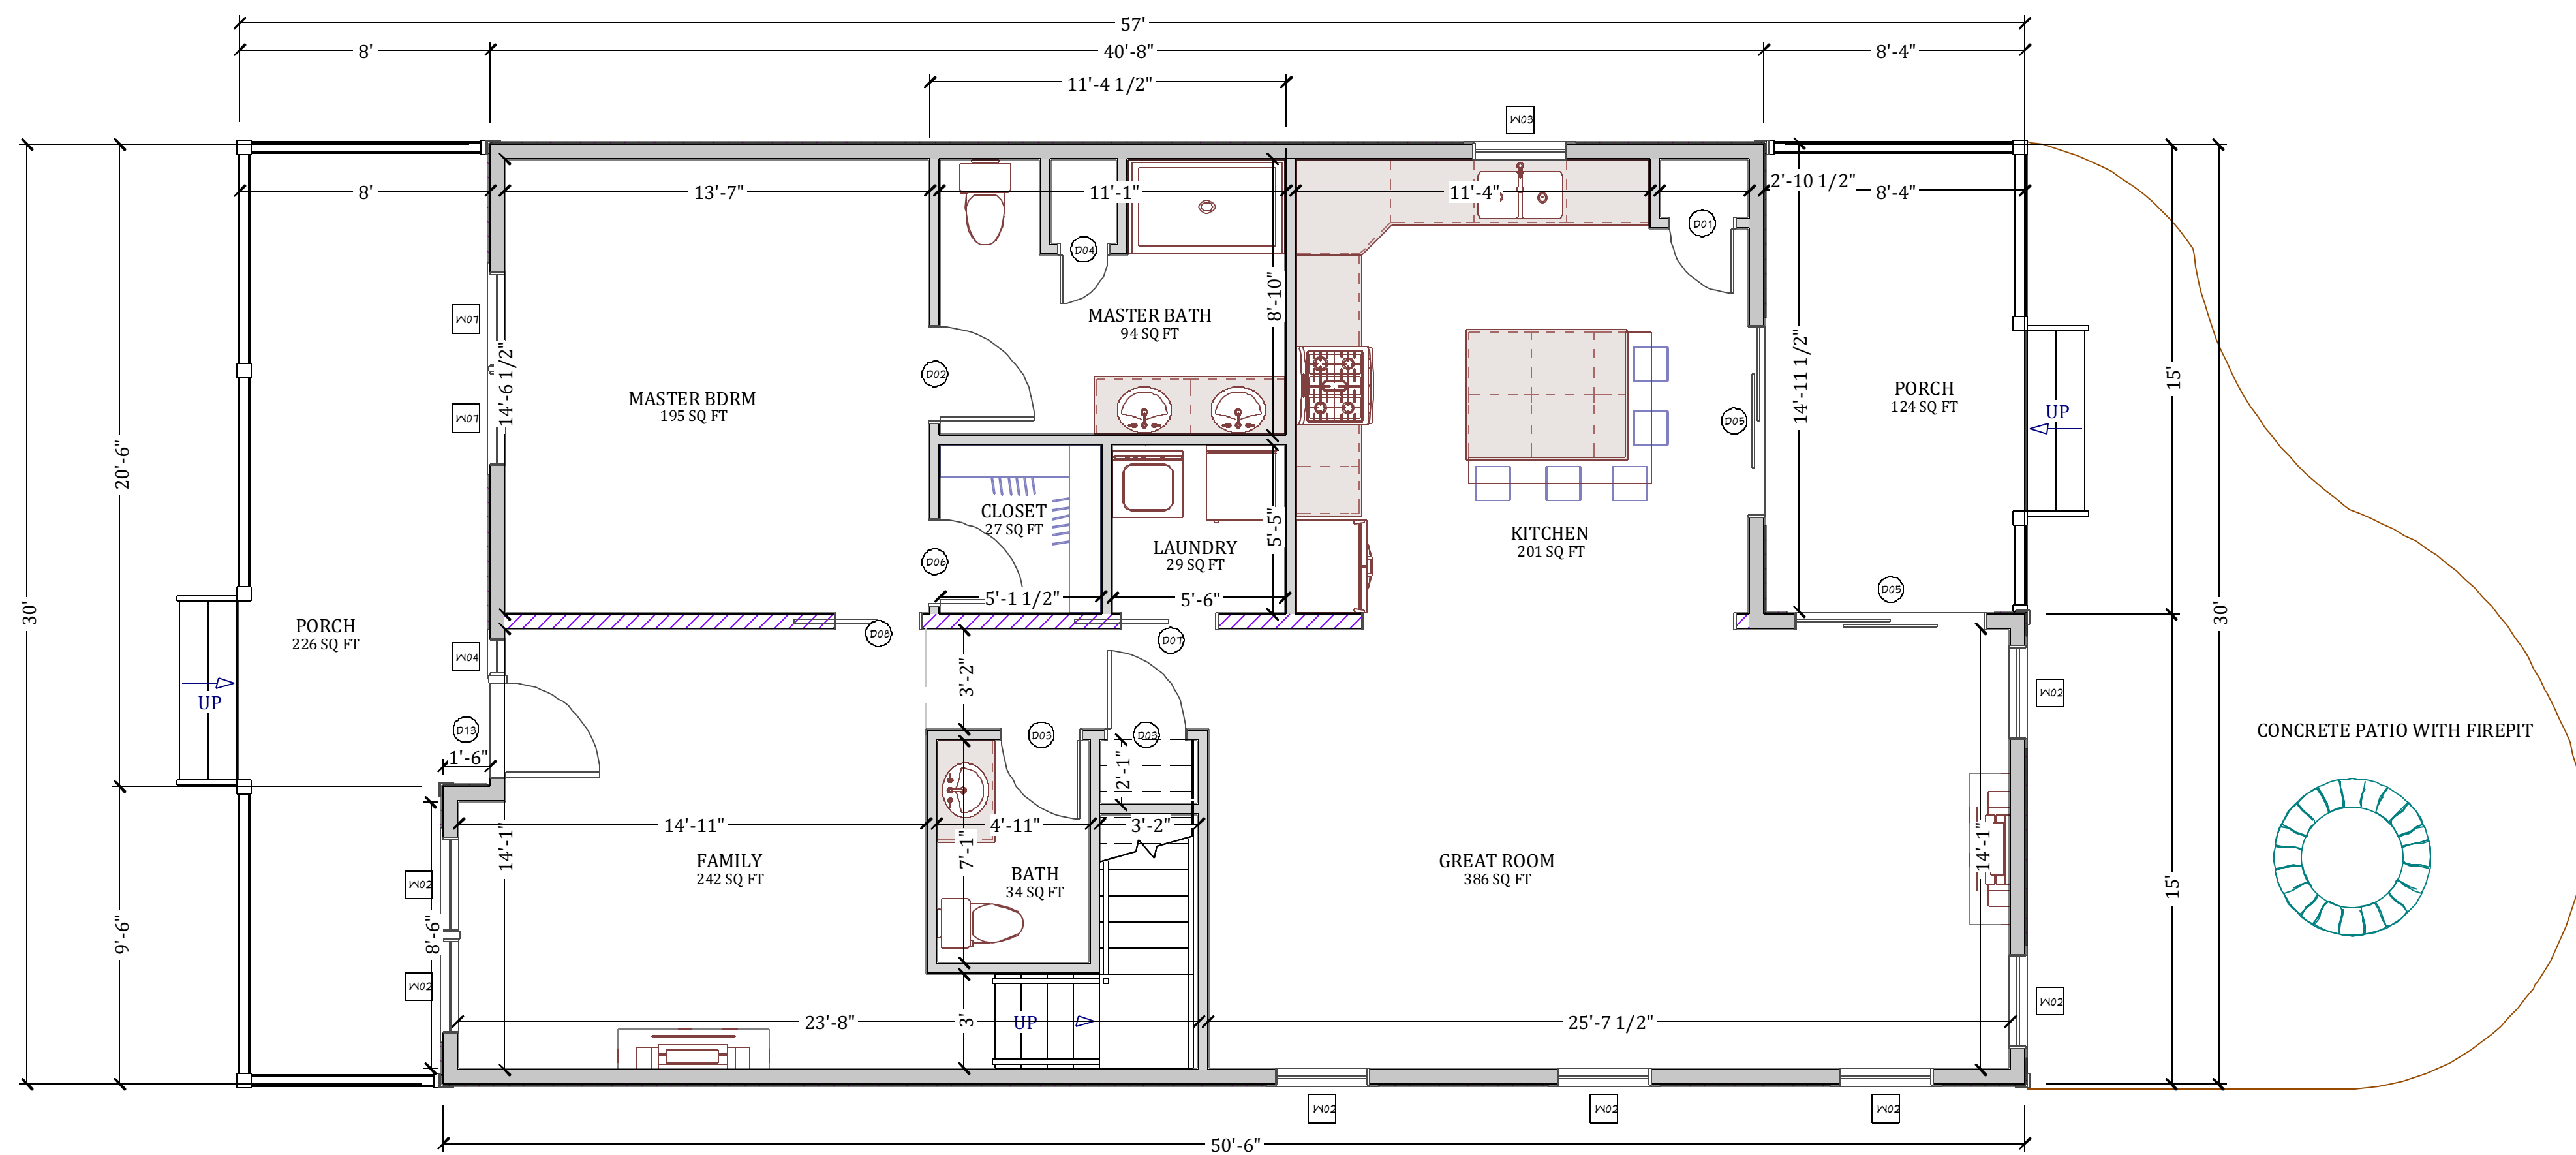 57'
8'
40'-8"
8'-4"
11'-4 1/2"
W03
8'
13'-7"
11'-1"
11'-4"
2'-10 1/2"
8'-4"
D01
D04
8'-10"
MASTER BATH
94 SQ FT
W07
14'-6 1/2"
14'-11 1/2"
D02
15'
MASTER BDRM
195 SQ FT
PORCH
124 SQ FT
UP
W07
D05
20'-6"
CLOSET
27 SQ FT
5'-5"
KITCHEN
201 SQ FT
LAUNDRY
29 SQ FT
D06
D05
5'-1 1/2"
5'-6"
30'
30'
PORCH
226 SQ FT
D08
D07
W04
3'-2"
W02
UP
D13
D03
D03
CONCRETE PATIO WITH FIREPIT
1'-6"
2'-1"
14'-11"
4'-11"
3'-2"
14'-1"
7'-1"
14'-1"
FAMILY
242 SQ FT
BATH
34 SQ FT
GREAT ROOM
386 SQ FT
W02
15'
9'-6"
8'-6"
W02
W02
23'-8"
3'
UP
25'-7 1/2"
W02
W02
W02
50'-6"